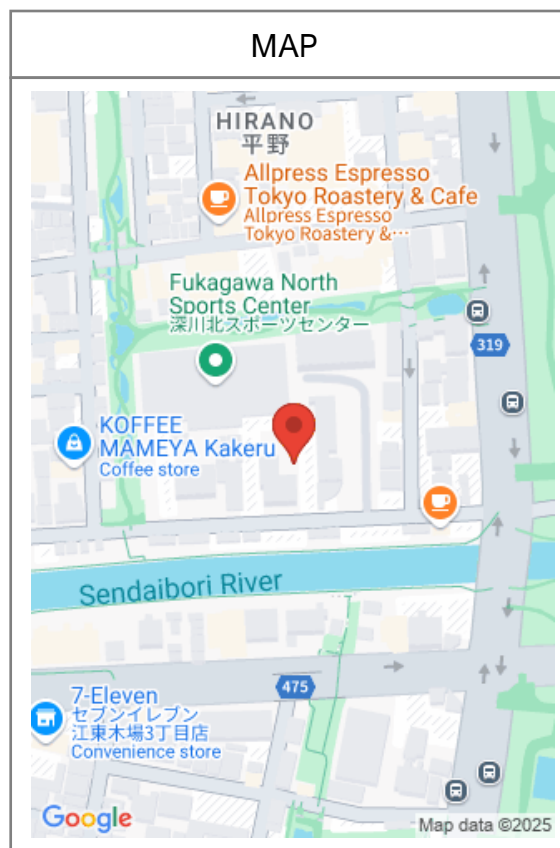 MAP
HIRANO
平野
Allpress Espresso
Tokyo Roastery & Cafe
Allpress Espresso
Tokyo Roastery &…
Fukagawa North
Sports Center
深川北スポーツセンター
319
KOFFEE
MAMEYA Kakeru
Coffee store
Sendaibori River
475
7-Eleven
セブンイレブン
江東木場3丁目店
Convenience store
Google
Map data ©2025